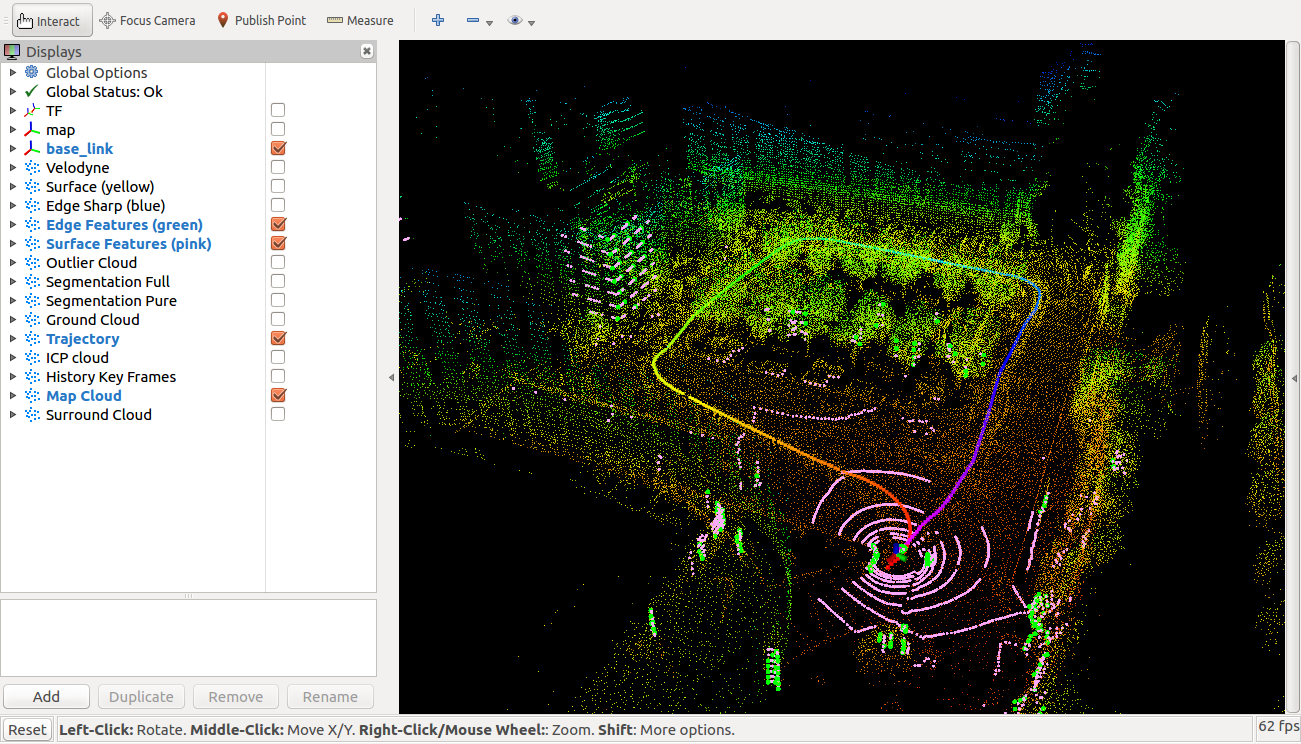 Interact Focus Camera Publish Point Measure
Displays
Global Options
Global Status: Ok
TF
map
base_link
Velodyne
Surface (yellow)
Edge Sharp (blue)
Edge Features (green)
Surface Features (pink)
Outlier Cloud
Segmentation Full
Segmentation Pure
Ground Cloud
Trajectory
ICP cloud
History Key Frames
Map Cloud
Surround Cloud
Add Duplicate Remove Rename
Reset Left-Click: Rotate. Middle-Click: Move X/Y. Right-Click/Mouse Wheel:: Zoom. Shift: More options. 62 fps